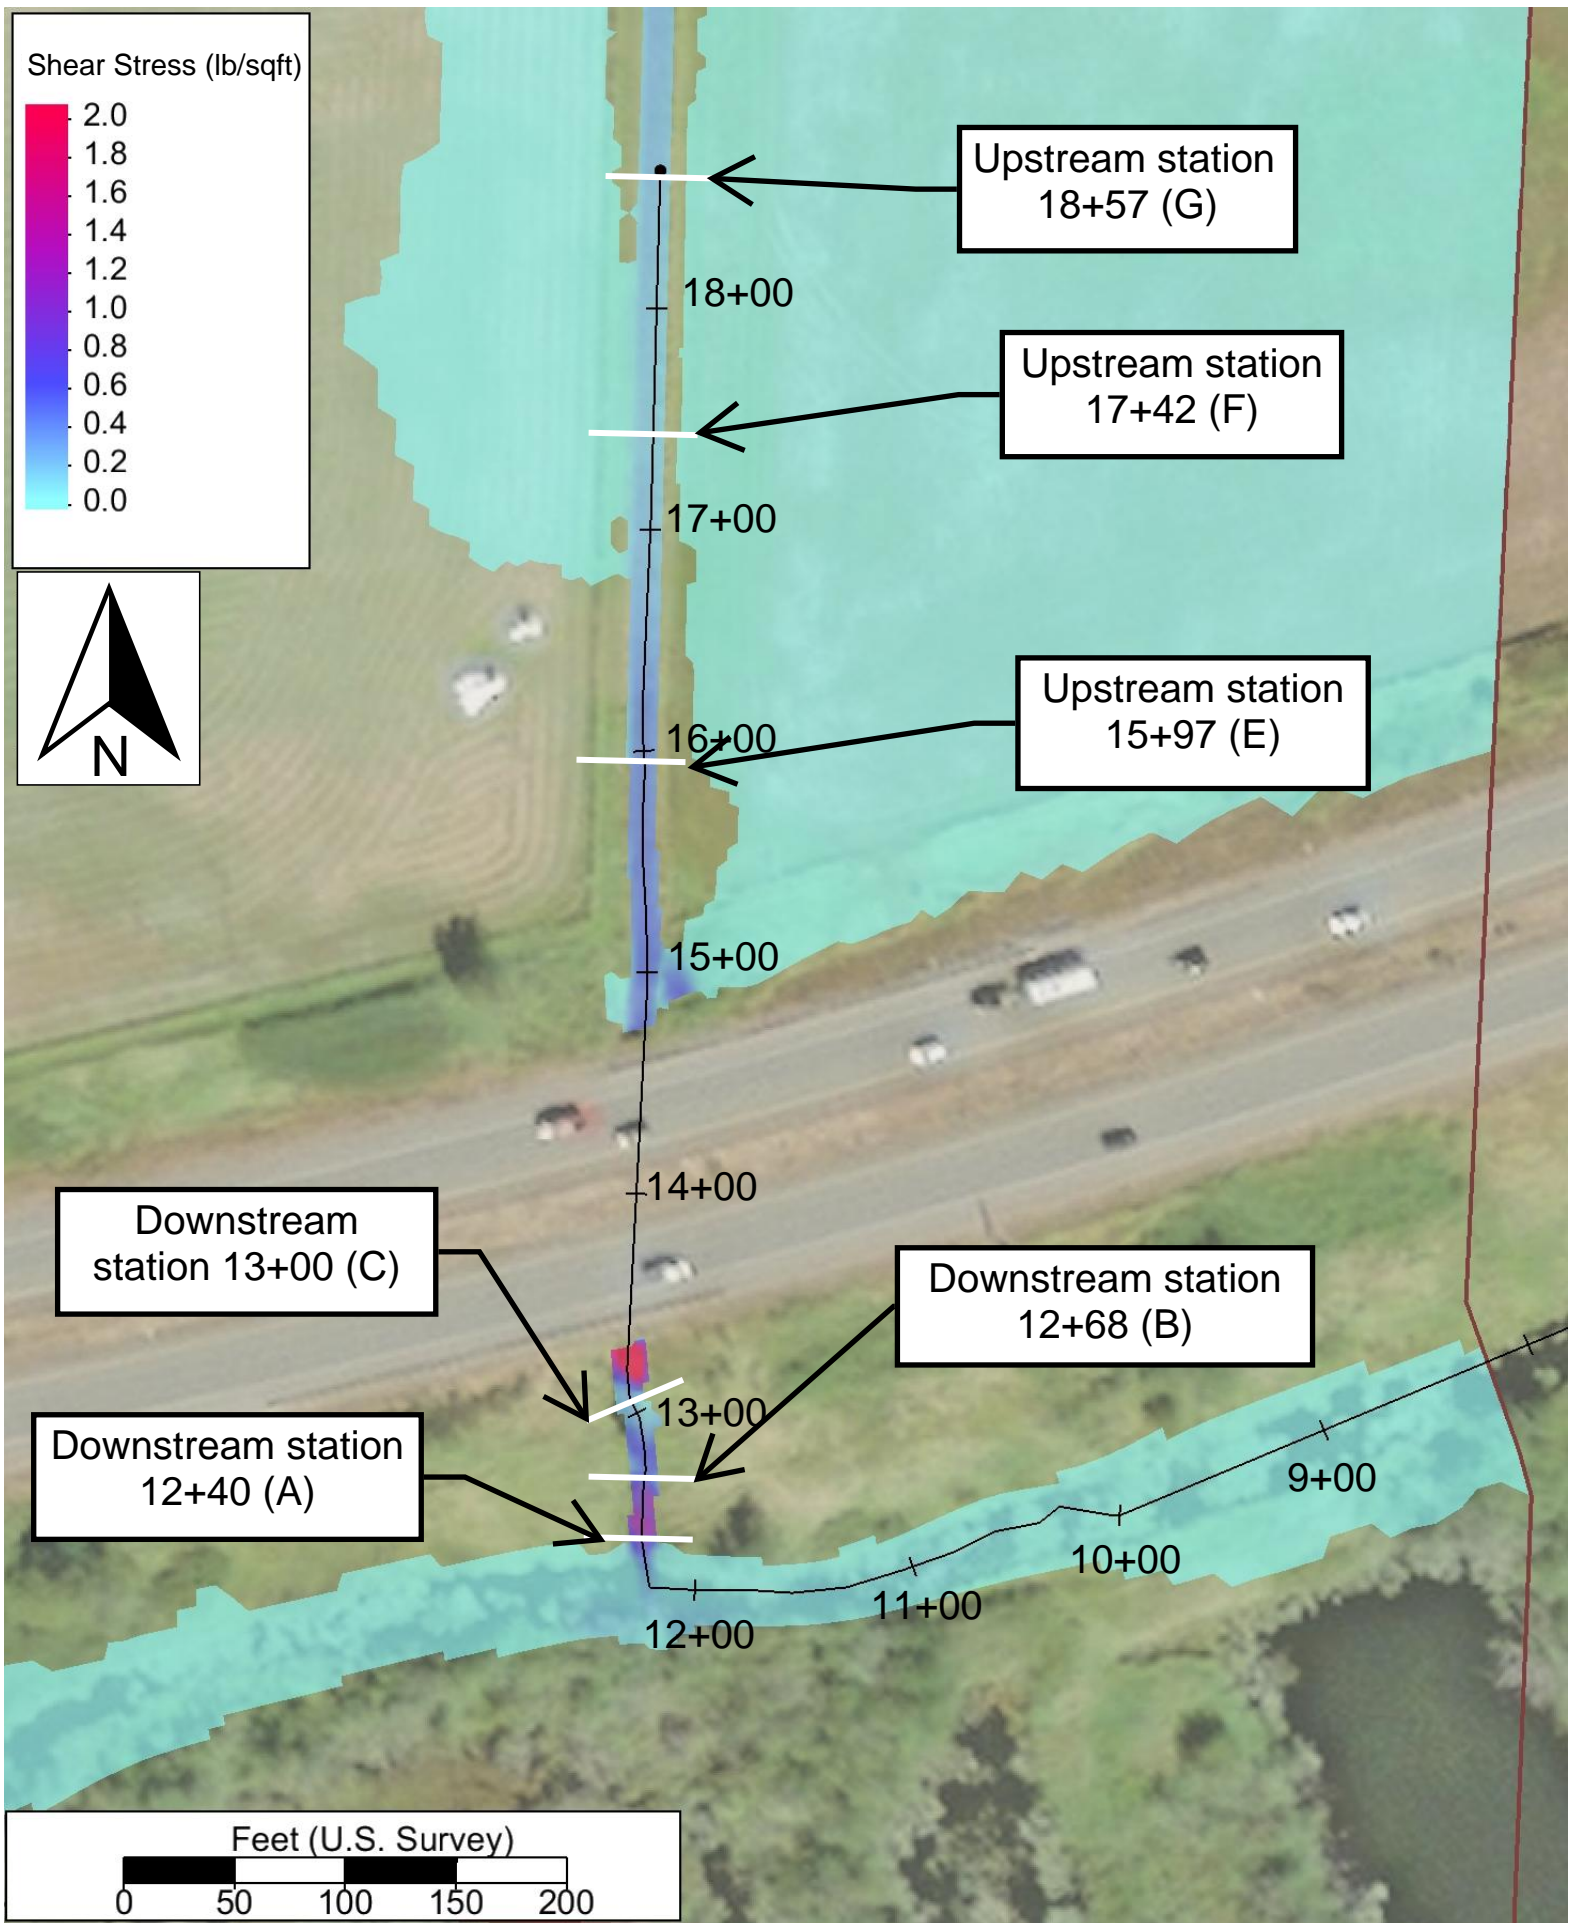 Shear Stress (lb/sqft)
2.0
1.8
1.6
1.4
1.2
1.0
0.8
0.6
0.4
0.2
0.0
N
Upstream station
18+57 (G)
18+00
Upstream station
17+42 (F)
17+00
Upstream station
15+97 (E)
16+00
15+00
14+00
Downstream
station 13+00 (C)
Downstream station
12+68 (B)
13+00
Downstream station
12+40 (A)
9+00
10+00
11+00
12+00
Feet (U.S. Survey)
0 50 100 150 200